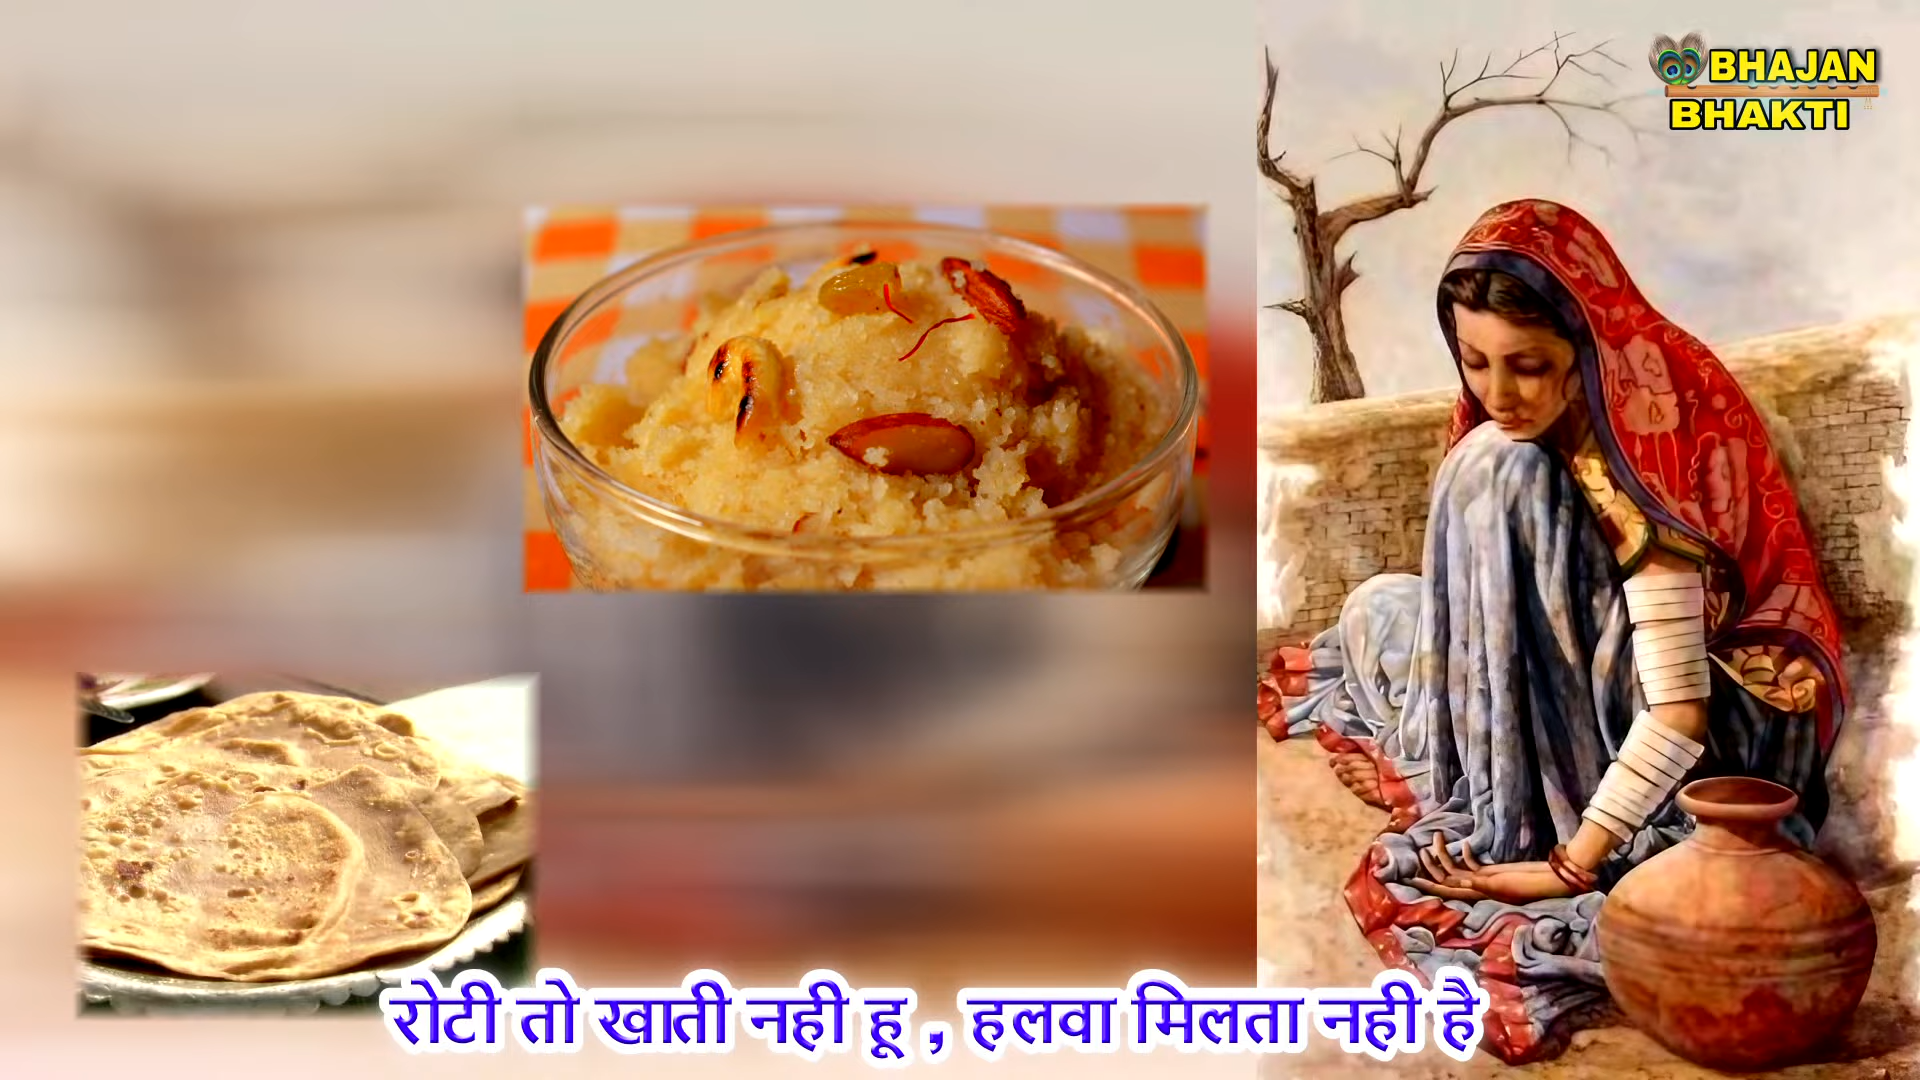 BHAJAN
BHAKTI
रोटी तो खाती नही हू , हलवा मिलता नही है